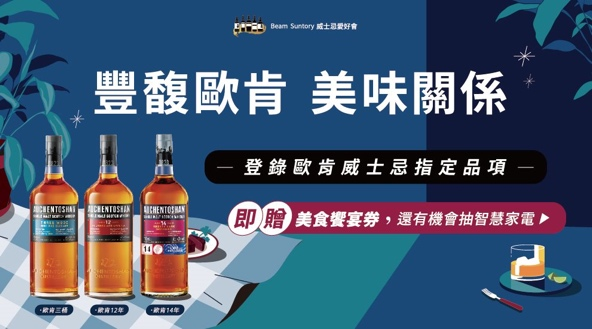 Beam Suntory 威士忌愛好會
豐馥歐肯 美味關係
登錄歐肯威士忌指定品項
即贈 美食饗宴券,還有機會抽智慧家電▶
AUCHENTOSHAN
AUCHENTOSHAN
12
AUCHENTOSHAN
14
14
·歐肯三桶
·歐肯12年
·歐肯14年